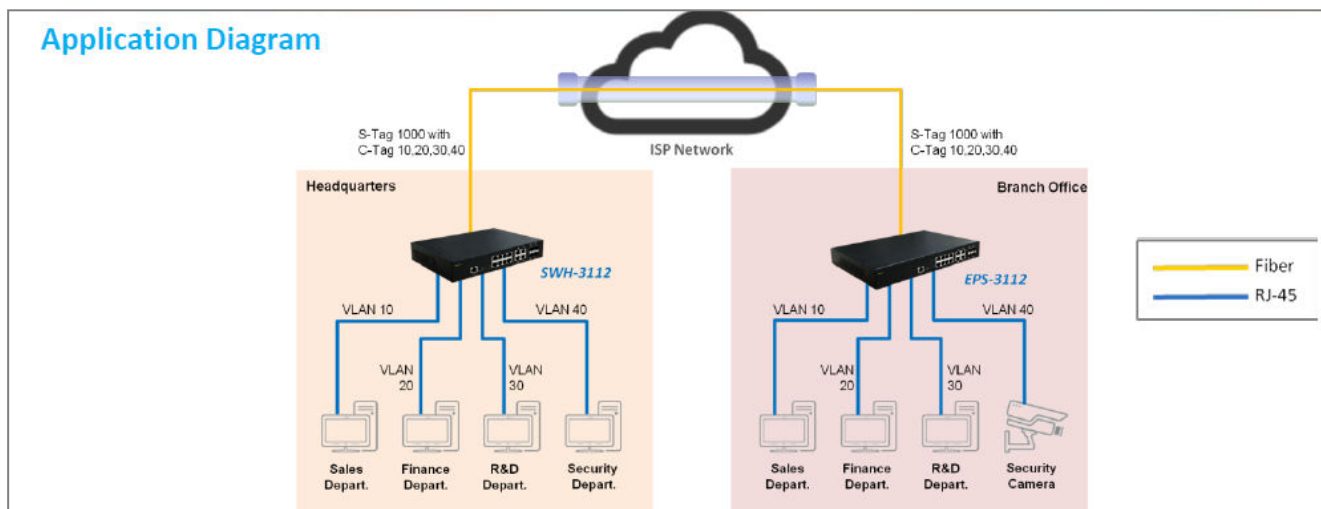 Application Diagram
S-Tag 1000 with
C-Tag 10,20,30,40
ISP Network
S-Tag 1000 with
C-Tag 10,20,30,40
Headquarters
SWH-3112
VLAN 10
VLAN 40
VLAN
20
VLAN
30
Sales
Depart.
Finance
Depart.
R&D
Depart.
Security
Depart.
Branch Office
EPS-3112
VLAN 10
VLAN 40
VLAN
20
VLAN
30
Sales
Depart.
Finance
Depart.
R&D
Depart.
Security
Camera
Fiber
RJ-45